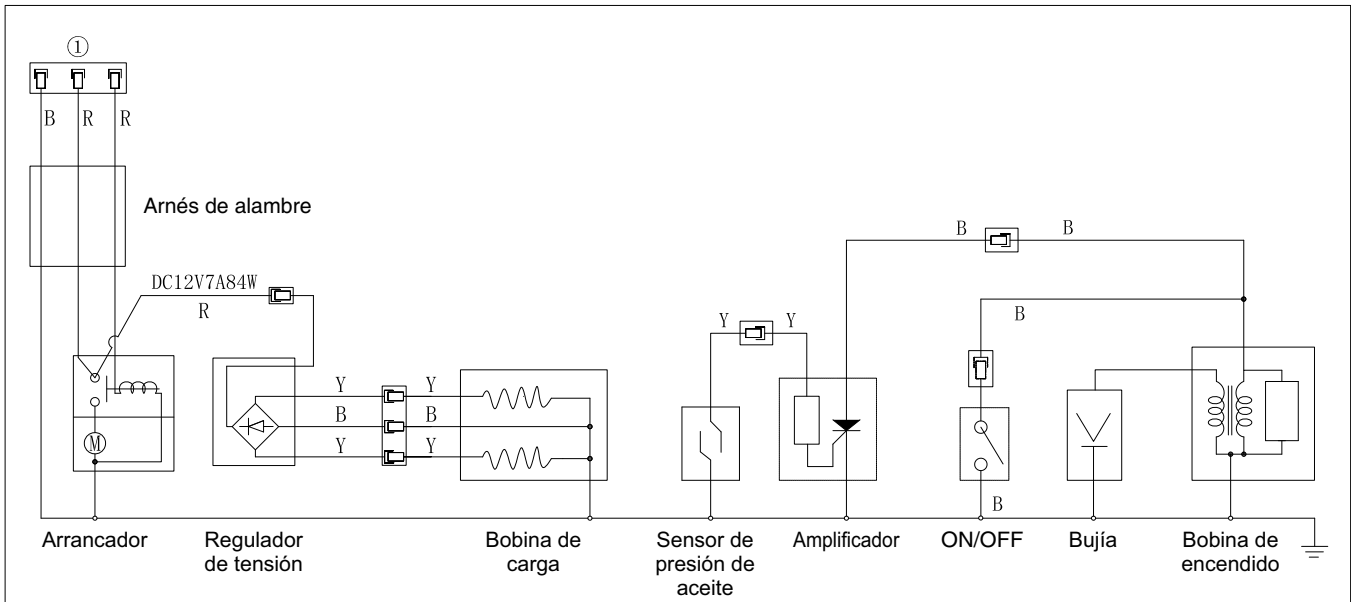 ①
B R R
Arnés de alambre
DC12V7A84W
R
Y Y
B B
Y Y
Y Y
B B
B
B
M
Arrancador
Regulador
de tensión
Bobina de
carga
Sensor de
presión de
aceite
Amplificador
ON/OFF
Bujía
Bobina de
encendido